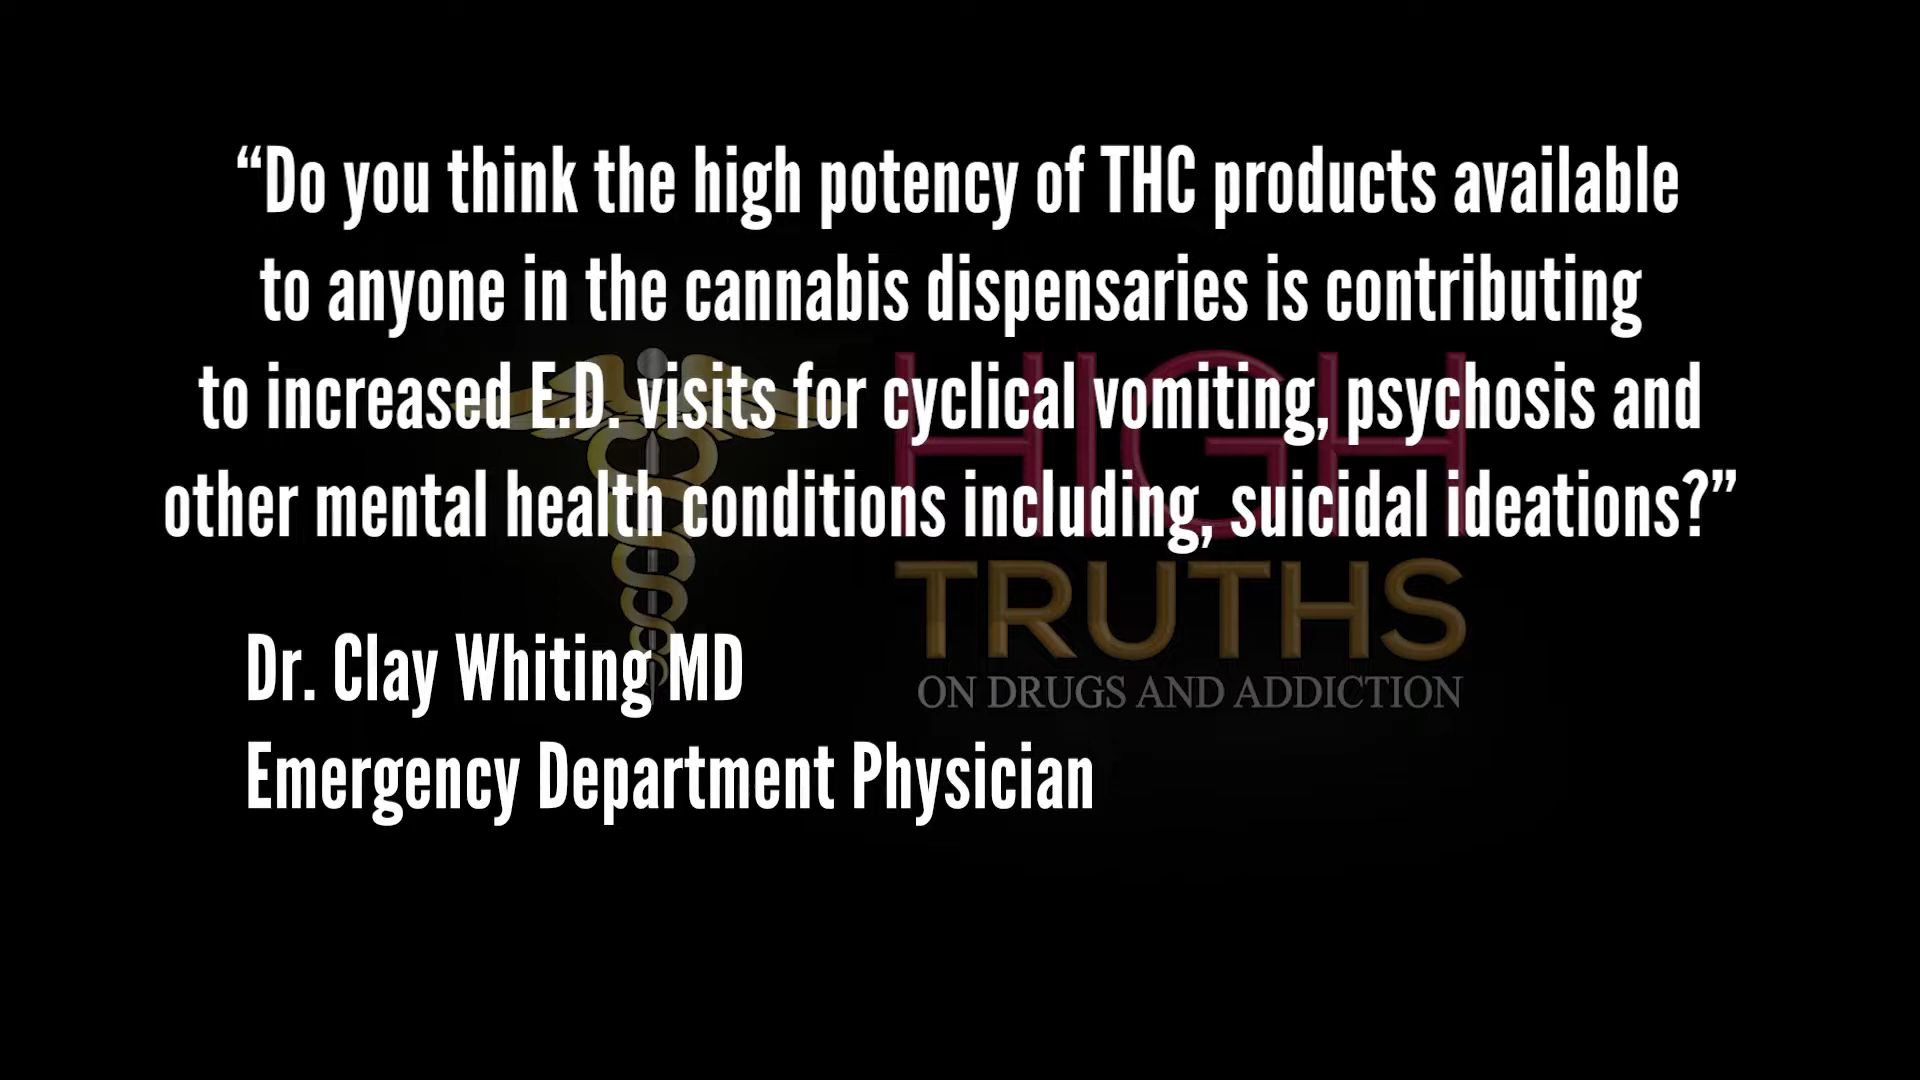 “Do you think the high potency of THC products available
to anyone in the cannabis dispensaries is contributing
to increased E.D. visits for cyclical vomiting, psychosis and
other mental health conditions including, suicidal ideations?”
HIGH
TRUTHS
ON DRUGS AND ADDICTION
Dr. Clay Whiting MD
Emergency Department Physician